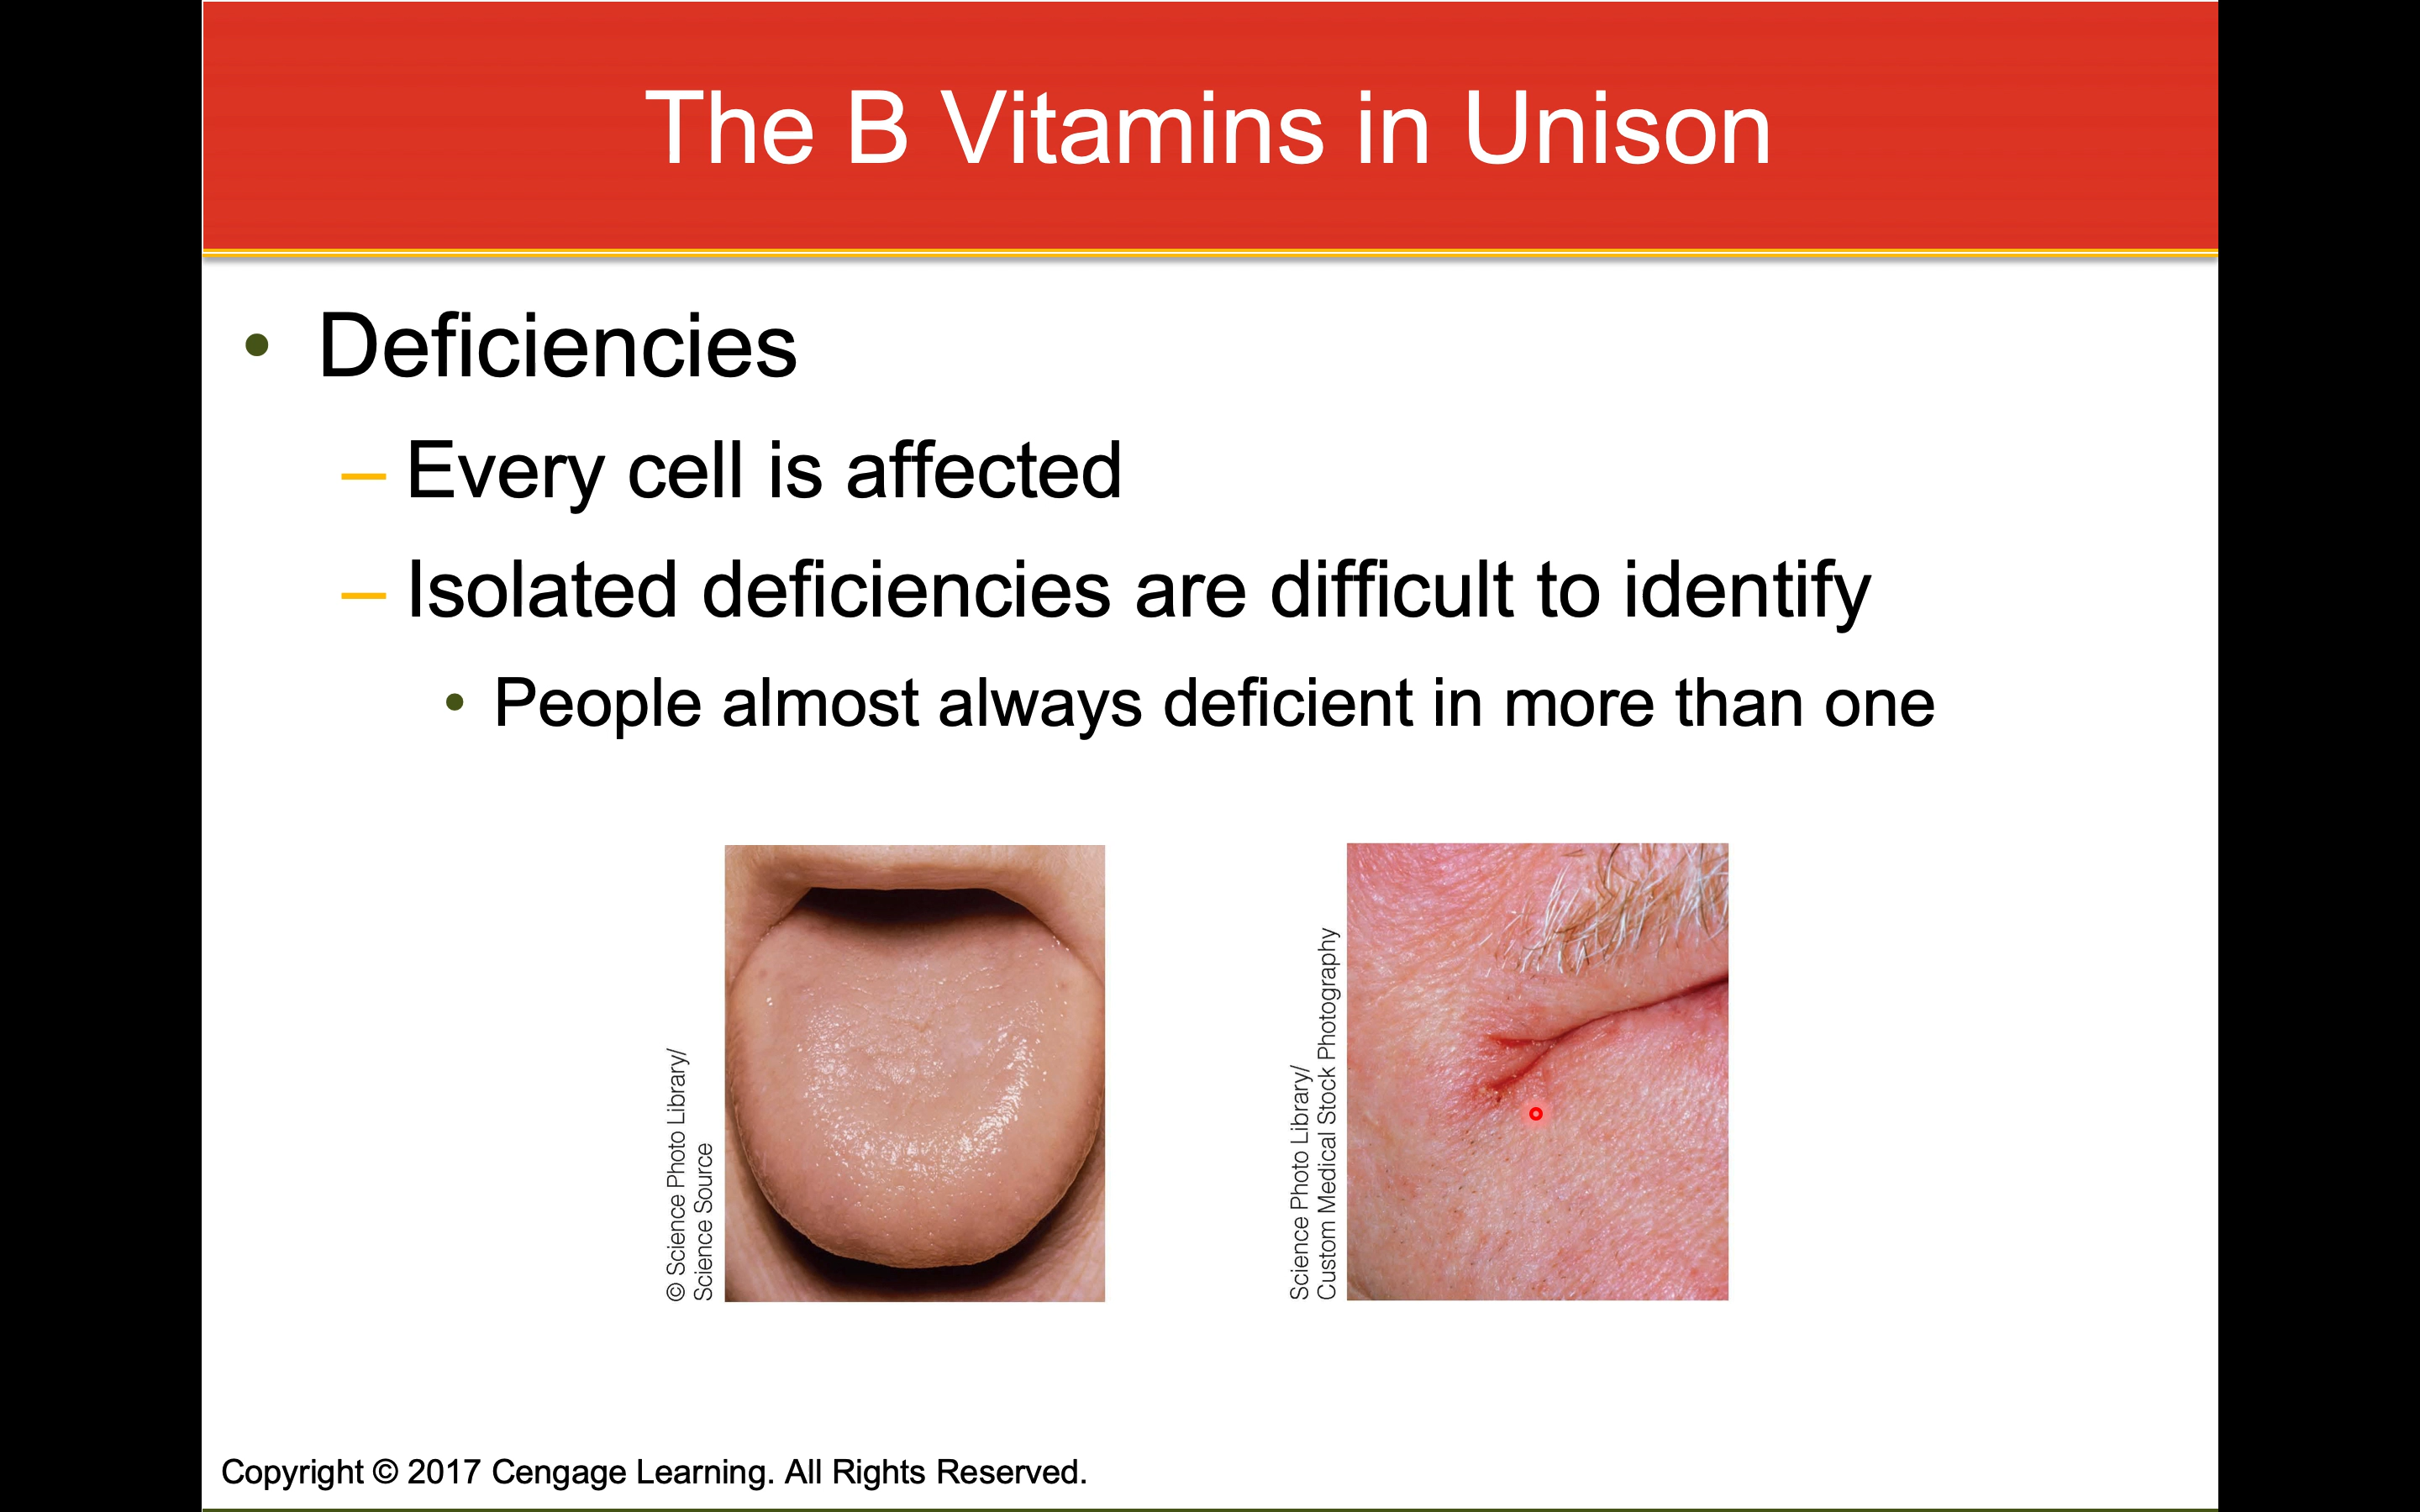 The B Vitamins in Unison
• Deficiencies
– Every cell is affected
– Isolated deficiencies are difficult to identify
• People almost always deficient in more than one
© Science Photo Library/
Science Source
Science Photo Library/
Custom Medical Stock Photography
Copyright © 2017 Cengage Learning. All Rights Reserved.